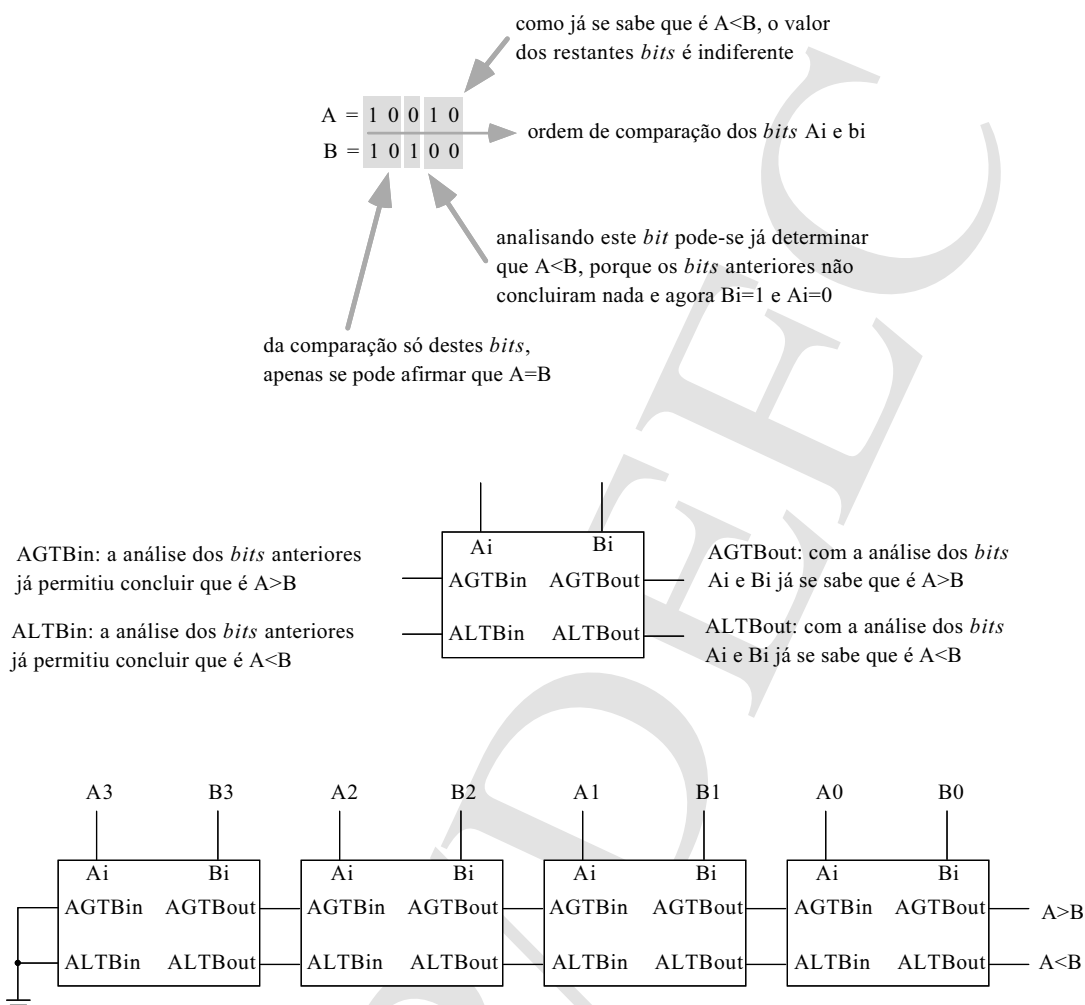 como já se sabe que é A<B, o valor
dos restantes bits é indiferente
A = 1 0 0 1 0
ordem de comparação dos bits Ai e bi
B = 1 0 1 0 0
analisando este bit pode-se já determinar
que A<B, porque os bits anteriores não
concluiram nada e agora Bi=1 e Ai=0
da comparação só destes bits,
apenas se pode afirmar que A=B
AGTBin: a análise dos bits anteriores
já permitiu concluir que é A>B
ALTBin: a análise dos bits anteriores
já permitiu concluir que é A<B
Ai Bi
AGTBin AGTBout
ALTBin ALTBout
AGTBout: com a análise dos bits
Ai e Bi já se sabe que é A>B
ALTBout: com a análise dos bits
Ai e Bi já se sabe que é A<B
A3 B3 A2 B2 A1 B1 A0 B0
Ai Bi Ai Bi Ai Bi Ai Bi
AGTBin AGTBout AGTBin AGTBout AGTBin AGTBout AGTBin AGTBout A>B
ALTBin ALTBout ALTBin ALTBout ALTBin ALTBout ALTBin ALTBout A<B
DEEC